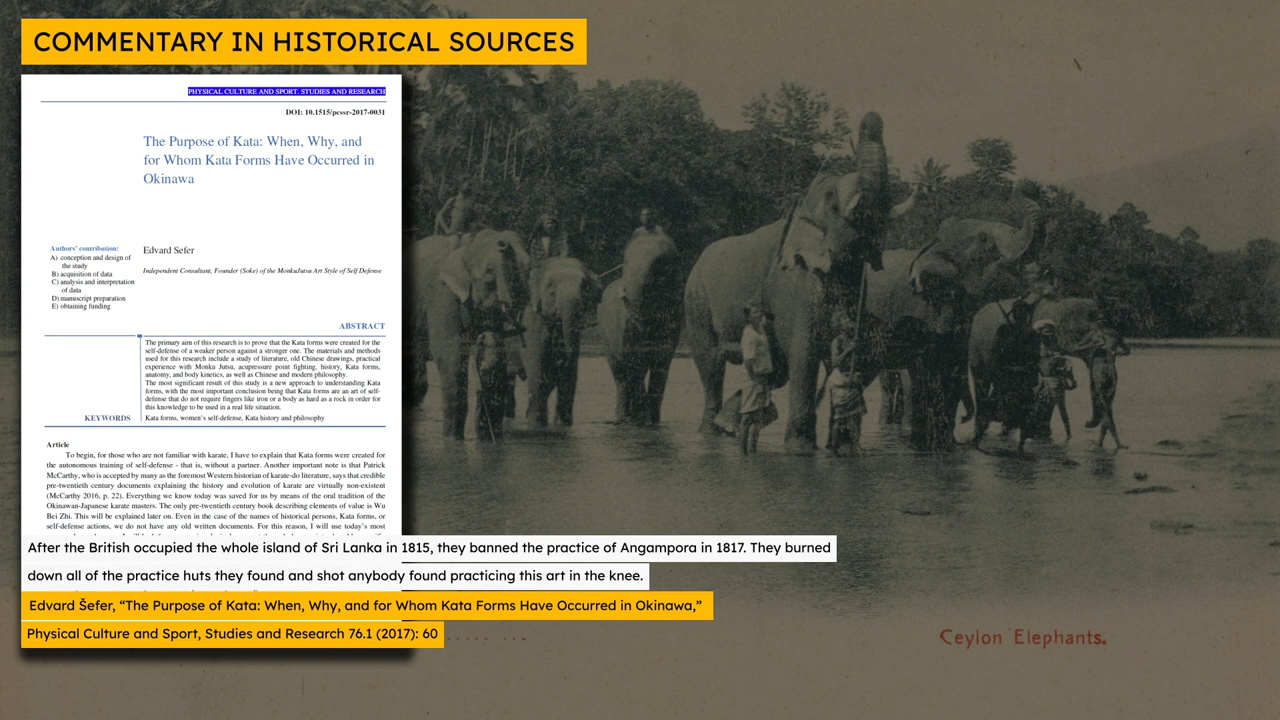 COMMENTARY IN HISTORICAL SOURCES
PHYSICAL CULTURE AND SPORT. STUDIES AND RESEARCH
DOI: 10.1515/pcssr-2017-0031
The Purpose of Kata: When, Why, and
for Whom Kata Forms Have Occurred in
Okinawa
Authors' contribution:
A) conception and design of
the study
B) acquisition of data
C) analysis and interpretation
of data
D) manuscript preparation
E) obtaining funding
Edvard Sefer
Independent Consultant, Founder (Soke) of the MonkuJutsu Art Style of Self Defense
ABSTRACT
The primary aim of this research is to prove that the Kata forms were created for the
self-defense of a weaker person against a stronger one. The materials and methods
used for this research include a study of literature, old Chinese drawings, practical
experience with Monku Jutsu, acupressure point fighting, history, Kata forms,
anatomy, and body kinetics, as well as Chinese and modern philosophy.
The most significant result of this study is a new approach to understanding Kata
forms, with the most important conclusion being that Kata forms are an art of self-
defense that do not require fingers like iron or a body as hard as a rock in order for
this knowledge to be used in a real life situation.
KEYWORDS
Kata forms, women's self-defense, Kata history and philosophy
Article
To begin, for those who are not familiar with karate, I have to explain that Kata forms were created for
the autonomous training of self-defense - that is, without a partner. Another important note is that Patrick
McCarthy, who is accepted by many as the foremost Western historian of karate-do literature, says that credible
pre-twentieth century documents explaining the history and evolution of karate are virtually non-existent
(McCarthy 2016, p. 22). Everything we know today was saved for us by means of the oral tradition of the
Okinawan-Japanese karate masters. The only pre-twentieth century book describing elements of value is Wu
Bei Zhi. This will be explained later on. Even in the case of the names of historical persons, Kata forms, or
self-defense actions, we do not have any old written documents. For this reason, I will use today's most
After the British occupied the whole island of Sri Lanka in 1815, they banned the practice of Angampora in 1817. They burned
down all of the practice huts they found and shot anybody found practicing this art in the knee.
Edvard Šefer, “The Purpose of Kata: When, Why, and for Whom Kata Forms Have Occurred in Okinawa,”
Physical Culture and Sport, Studies and Research 76.1 (2017): 60
Ceylon Elephants.